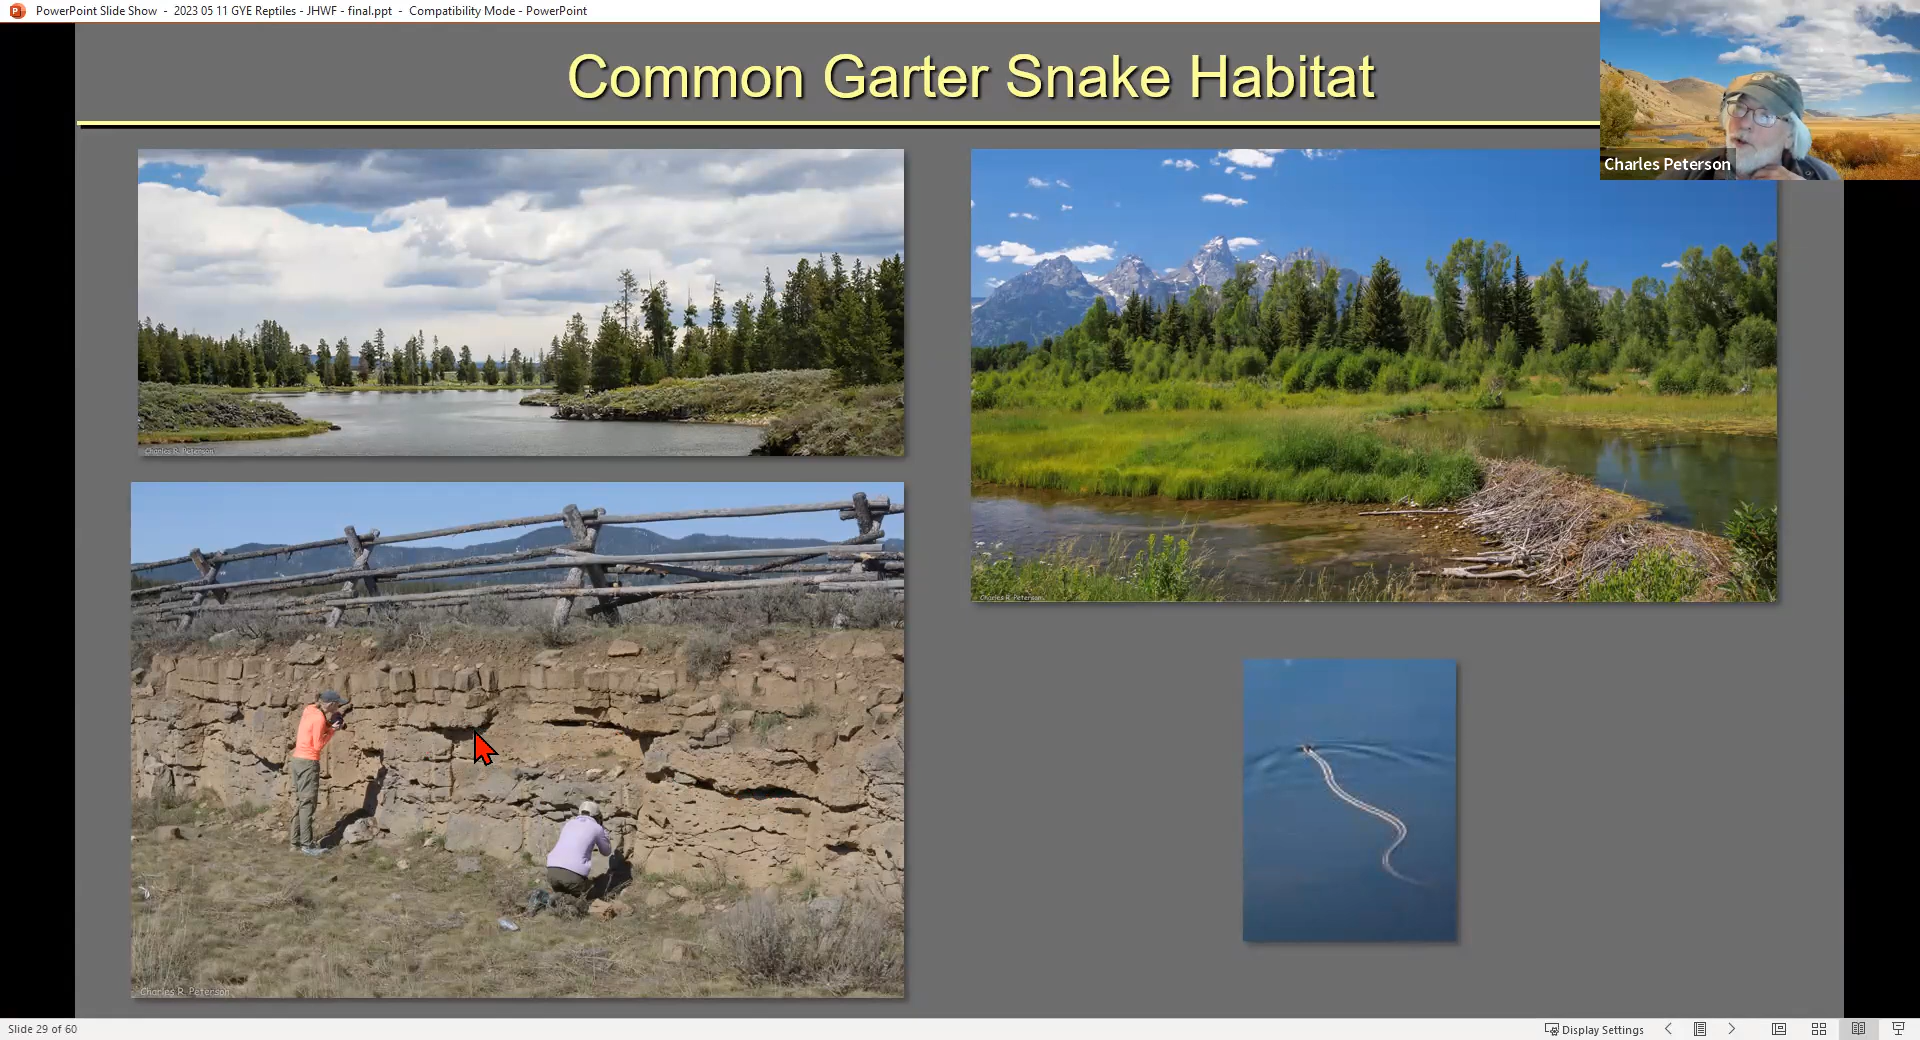 PowerPoint Slide Show - 2023 05 11 GYE Reptiles - JHWF - final.ppt - Compatibility Mode - PowerPoint
Common Garter Snake Habitat
Charles Peterson
Charles R. Peterson
Charles R. Peterson
Charles R. Peterson
Slide 29 of 60
Display Settings